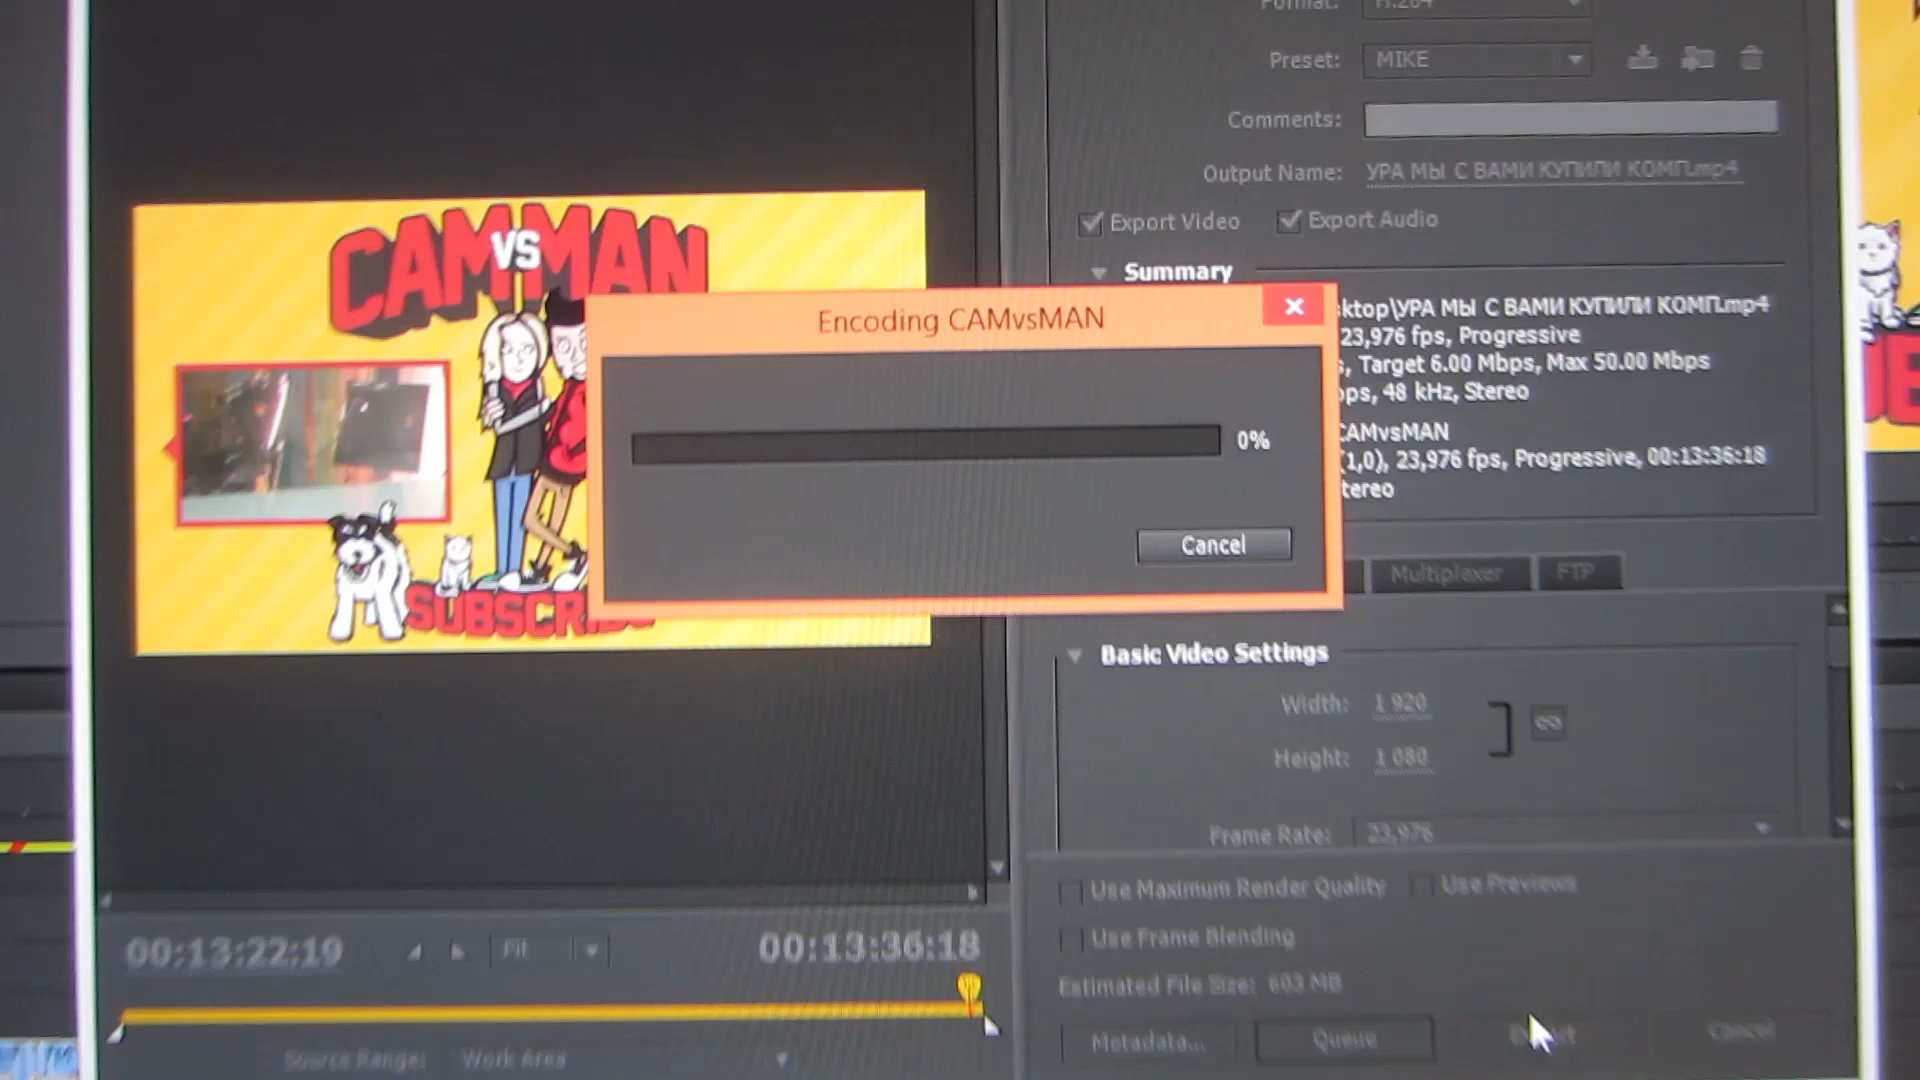 Format: H.264
Preset: MIKE
Comments:
Output Name: УРА МЫ С ВАМИ КУПИЛИ КОМП.mp4
Export Video Export Audio
Summary
ktop\УРА МЫ С ВАМИ КУПИЛИ КОМП.mp4
23,976 fps, Progressive
, Target 6.00 Mbps, Max 50.00 Mbps
ps, 48 kHz, Stereo
CAMvsMAN
(1,0), 23,976 fps, Progressive, 00:13:36:18
tereo
CAM VS MAN
SUBSCRIBE
Encoding CAMvsMAN
0%
Cancel
Multiplexer FTP
Basic Video Settings
Width: 1 920
Height: 1 080
Frame Rate: 23,976
Use Maximum Render Quality Use Previews
Use Frame Blending
Estimated File Size: 603 MB
Metadata... Queue Export Cancel
00:13:22:19 Fit 00:13:36:18
Source Range: Work Area